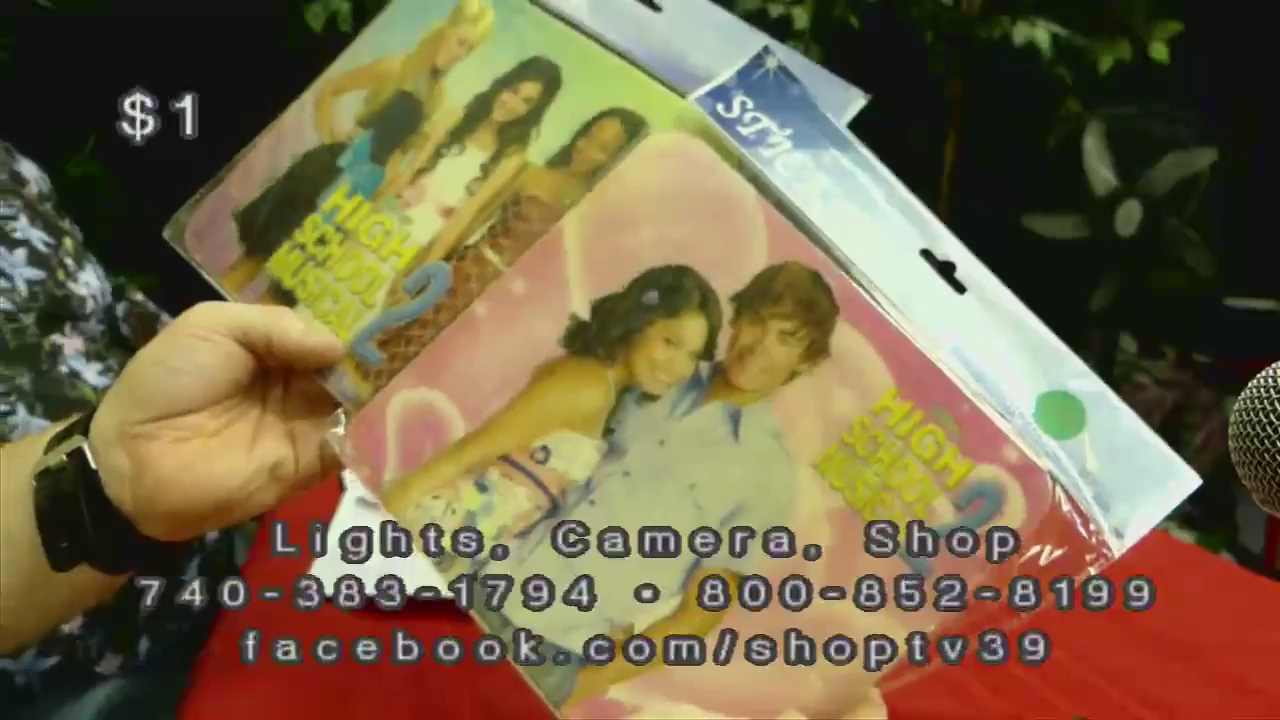 $1
STICK
HIGH
SCHOOL
MUSICAL
2
HIGH
SCHOOL
MUSICAL
2
Lights, Camera, Shop
740-383-1794 • 800-852-8199
facebook.com/shoptv39